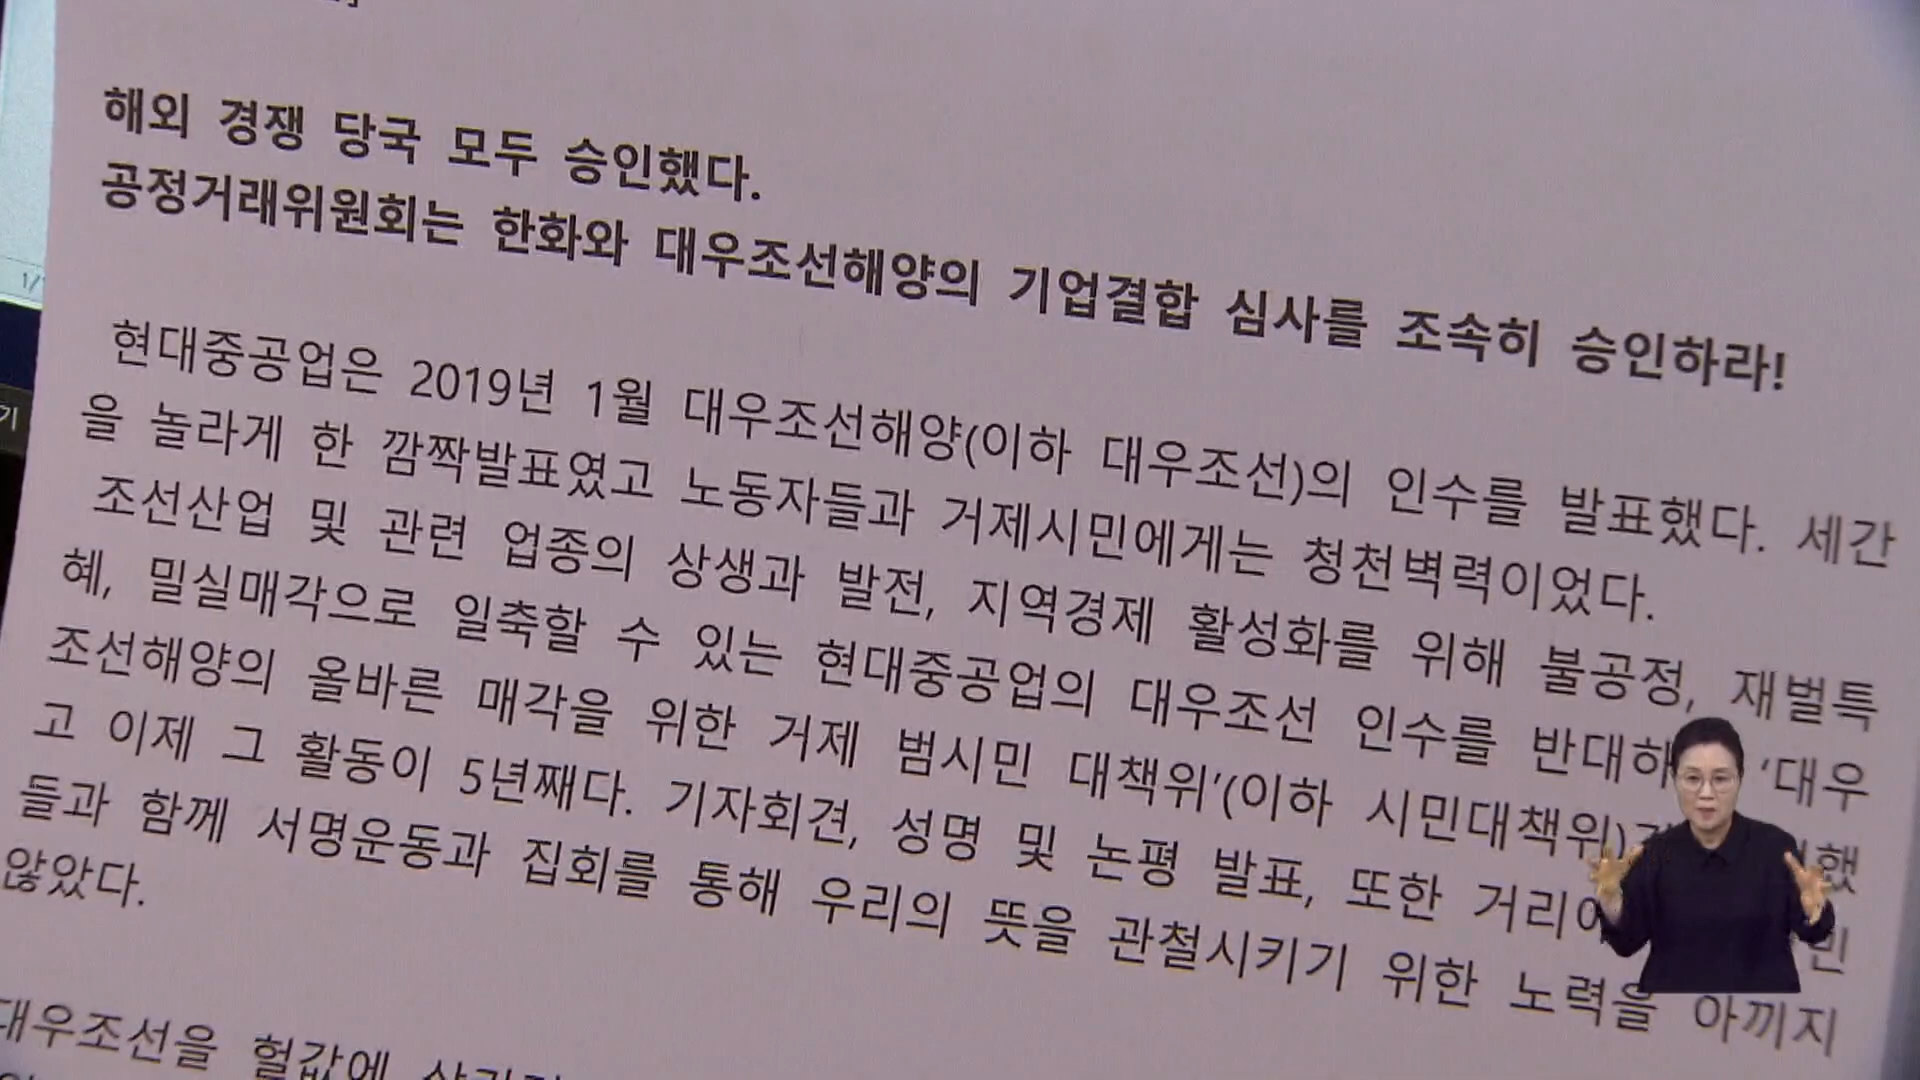 해외 경쟁 당국 모두 승인했다.
공정거래위원회는 한화와 대우조선해양의 기업결합 심사를 조속히 승인하라!
현대중공업은 2019년 1월 대우조선해양(이하 대우조선)의 인수를 발표했다. 세간
을 놀라게 한 깜짝발표였고 노동자들과 거제시민에게는 청천벽력이었다.
조선산업 및 관련 업종의 상생과 발전, 지역경제 활성화를 위해 불공정, 재벌특
혜, 밀실매각으로 일축할 수 있는 현대중공업의 대우조선 인수를 반대하 ‘대우
조선해양의 올바른 매각을 위한 거제 범시민 대책위’(이하 시민대책위) 했
고 이제 그 활동이 5년째다. 기자회견, 성명 및 논평 발표, 또한 거리에 민
들과 함께 서명운동과 집회를 통해 우리의 뜻을 관철시키기 위한 노력을 아끼지
않았다.
대우조선을 헐값에